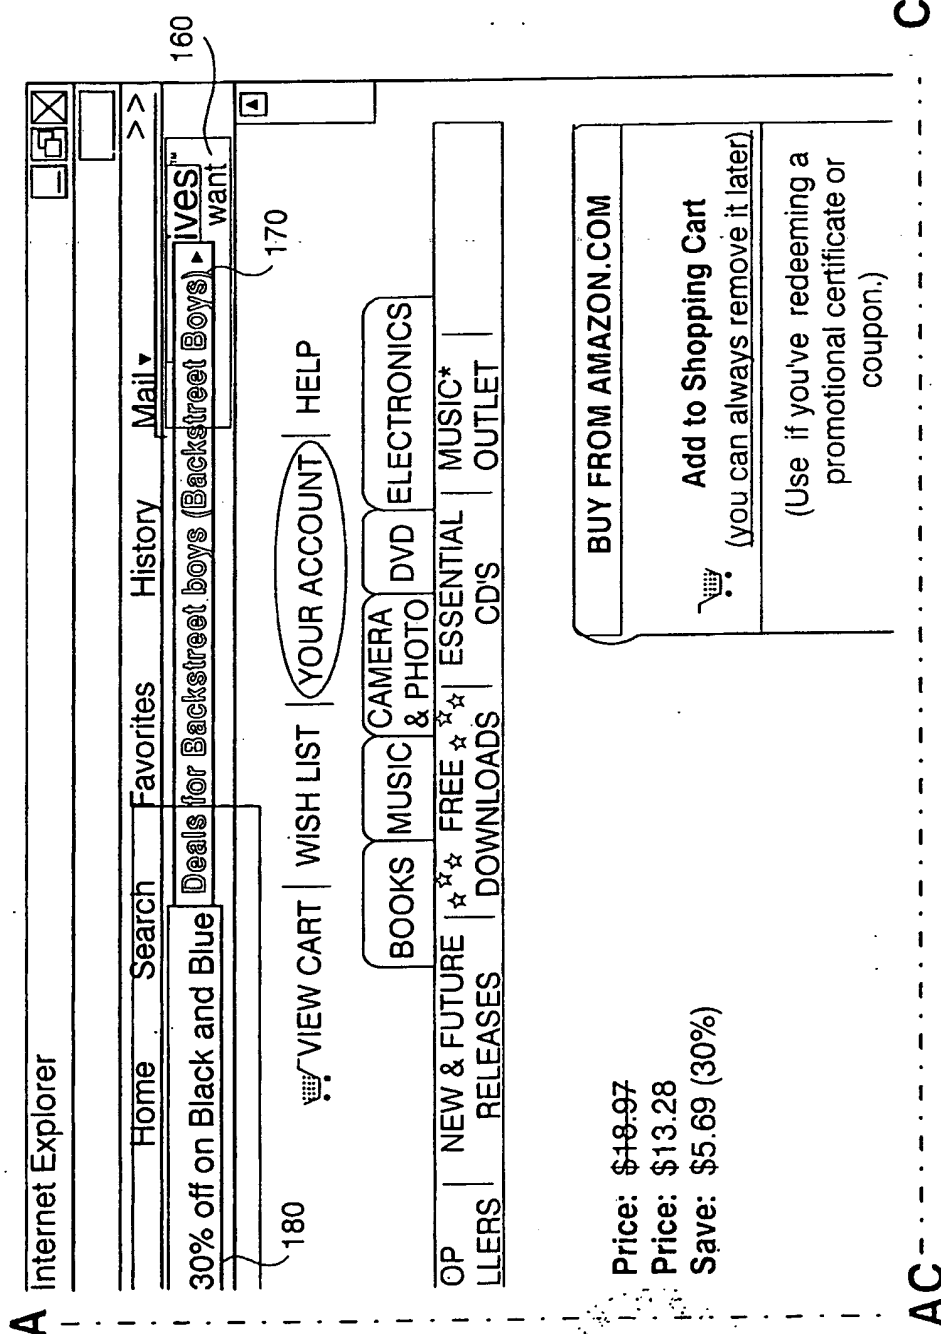 A
Internet Explorer
Home Search Favorites History Mail >>
30% off on Black and Blue Deals for Backstreet boys (Backstreet Boys) ives™
want
160
170
180
VIEW CART | WISH LIST | YOUR ACCOUNT | HELP
BOOKS MUSIC CAMERA & PHOTO DVD ELECTRONICS
OP | NEW & FUTURE | FREE | ESSENTIAL | MUSIC* |
LLERS | RELEASES | DOWNLOADS | CD'S | OUTLET |
Price: $18.97
Price: $13.28
Save: $5.69 (30%)
BUY FROM AMAZON.COM
Add to Shopping Cart
(you can always remove it later)
(Use if you've redeeming a
promotional certificate or
coupon.)
AC
C